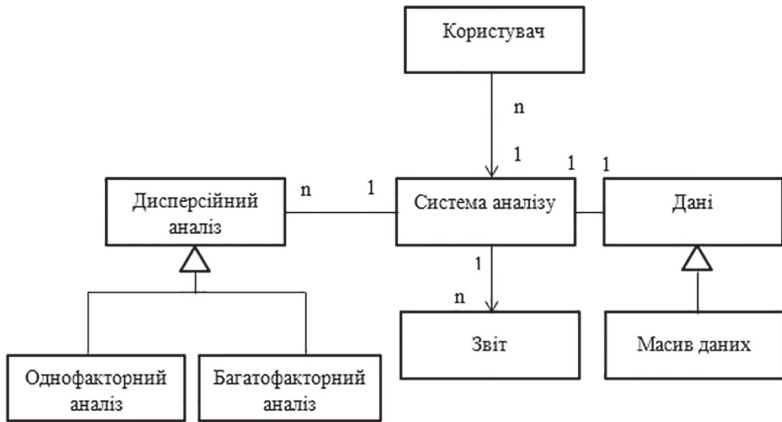 Користувач
n
1
1
1
Дисперсійний
аналіз
n
1
Система аналізу
Дані
1
n
Звіт
Масив даних
Однофакторний
аналіз
Багатофакторний
аналіз